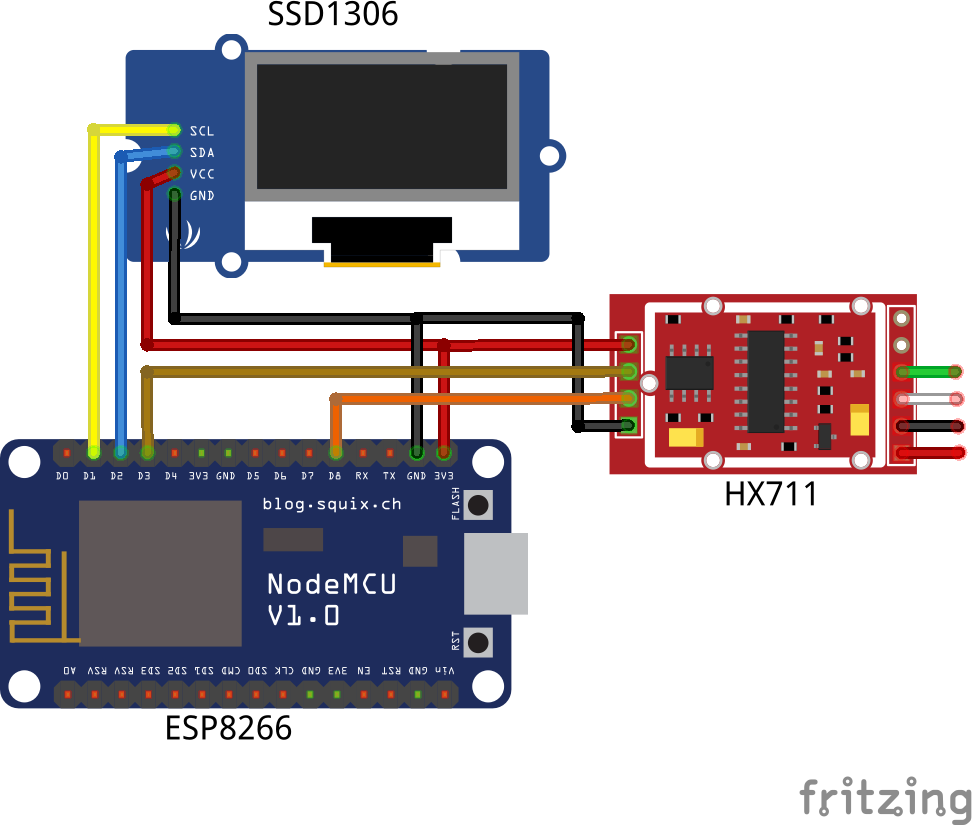 SSD1306
SCL
SDA
VCC
GND
D0 D1 D2 D3 D4 3V3 GND D5 D6 D7 D8 RX TX GND 3V3
HX711
blog.squix.ch
FLASH
NodeMCU
V1.0
RST
A0 RSV RSV SD3 SD2 SD1 CMD SD0 CLK GND 3V3 EN RST GND Vin
ESP8266
fritzing